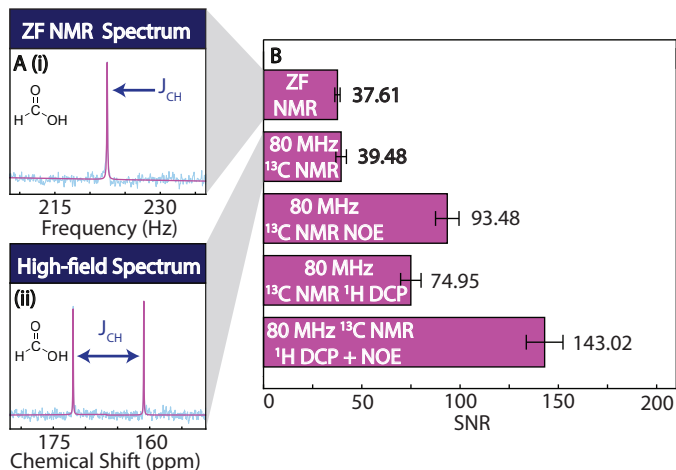 ZF NMR Spectrum
A (i)
O
H
OH
J_CH
215
230
Frequency (Hz)
High-field Spectrum
(ii)
O
H
OH
J_CH
175
160
Chemical Shift (ppm)
B
ZF
NMR
37.61
80 MHz
¹³C NMR
39.48
80 MHz
¹³C NMR NOE
93.48
80 MHz
¹³C NMR ¹H DCP
74.95
80 MHz ¹³C NMR
¹H DCP + NOE
143.02
0 50 100 150 200
SNR